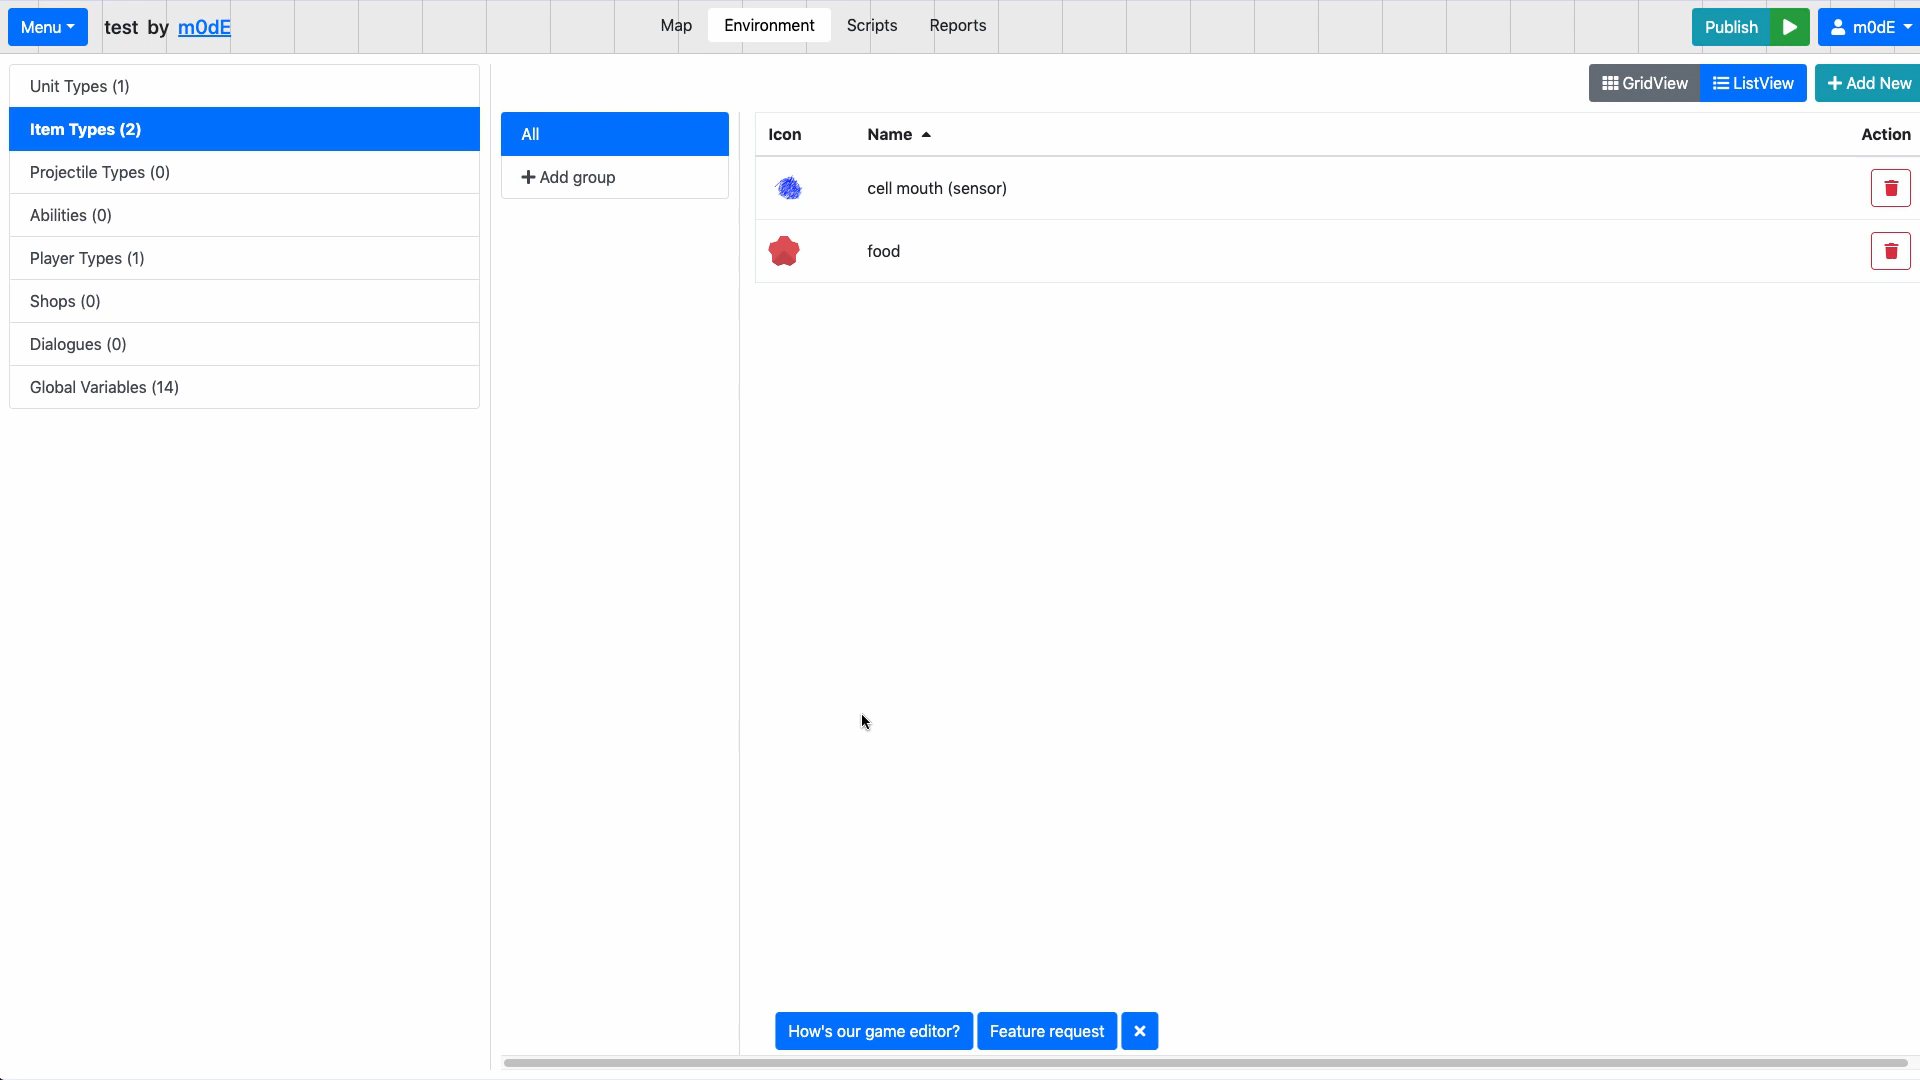 Menu test by m0dE Map Environment Scripts Reports Publish m0dE
GridView ListView Add New
Unit Types (1)
Item Types (2)
Projectile Types (0)
Abilities (0)
Player Types (1)
Shops (0)
Dialogues (0)
Global Variables (14)
All
Add group
Icon Name Action
cell mouth (sensor)
food
How's our game editor? Feature request